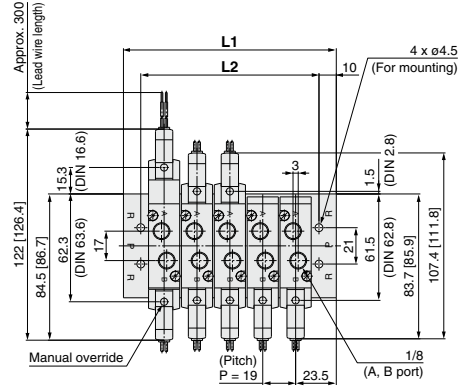 Approx. 300
(Lead wire length)
L1
L2
4 x ø4.5
(For mounting)
10
122 [126.4]
84.5 [86.7]
62.3
(DIN 63.6)
15.3
(DIN 16.6)
17
3
1.5
(DIN 2.8)
21
61.5
(DIN 62.8)
83.7 [85.9]
107.4 [111.8]
R
P
R
R
P
R
A
A
A
A
A
B
B
B
B
B
Manual override
(Pitch)
P = 19
23.5
1/8
(A, B port)